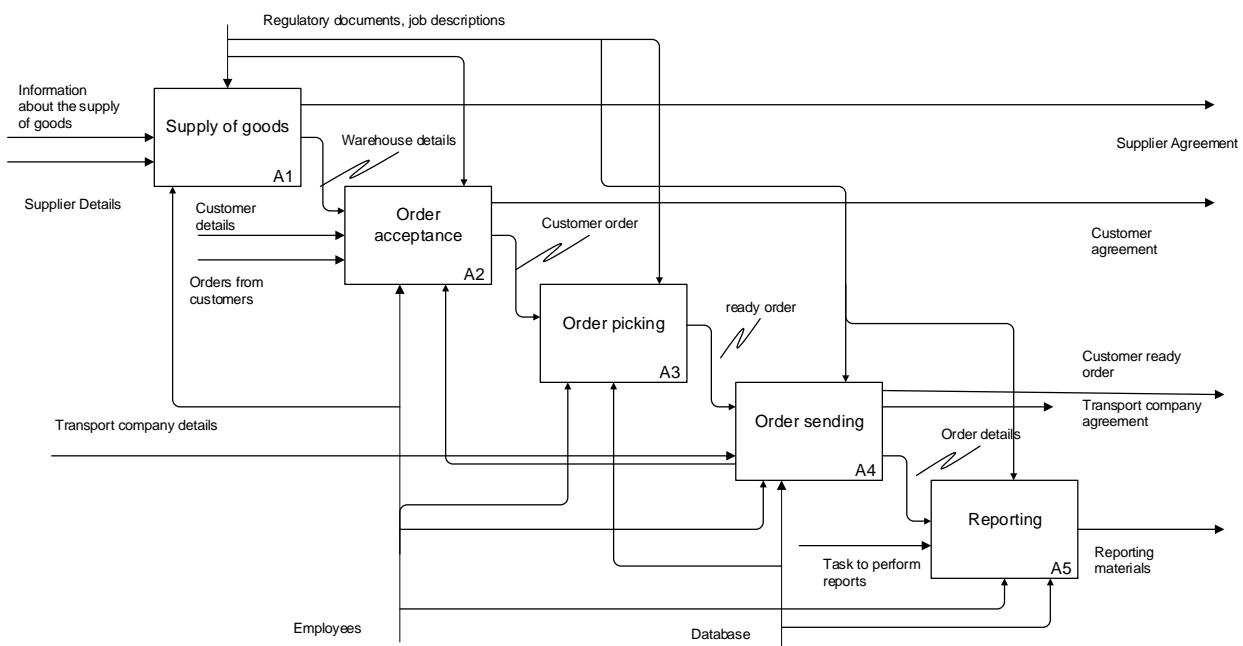 Regulatory documents, job descriptions
Information
about the supply
of goods
Supply of goods
A1
Warehouse details
Supplier Agreement
Supplier Details
Customer
details
Order
acceptance
A2
Customer order
Customer
agreement
Orders from
customers
Order picking
A3
ready order
Customer ready
order
Transport company
agreement
Transport company details
Order sending
A4
Order details
Reporting
A5
Task to perform
reports
Reporting
materials
Employees
Database